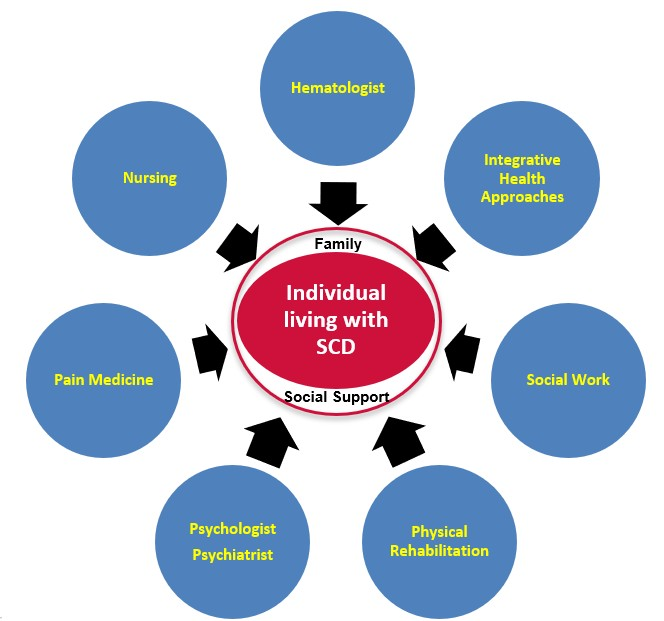 Hematologist
Nursing
Integrative
Health
Approaches
Family
Individual
living with
SCD
Social Support
Pain Medicine
Social Work
Psychologist
Psychiatrist
Physical
Rehabilitation